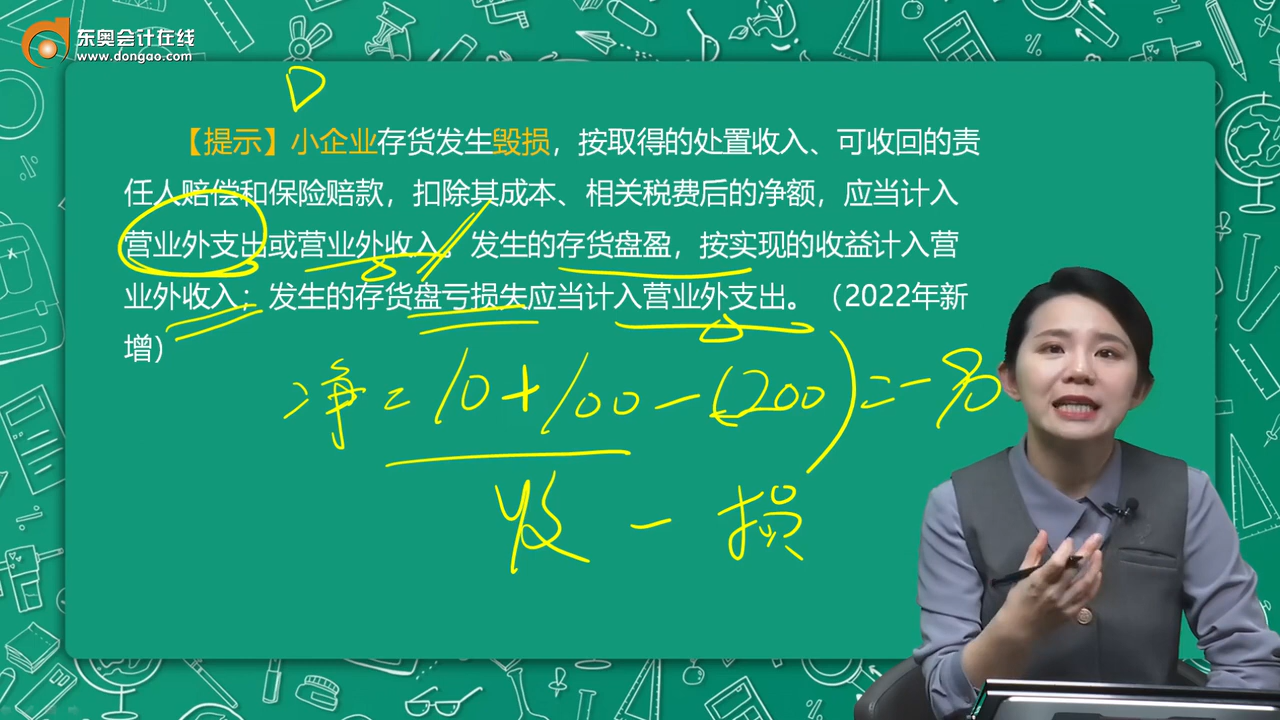 东奥会计在线
www.dongao.com
D
【提示】小企业存货发生毁损，按取得的处置收入、可收回的责
任人赔偿和保险赔款，扣除其成本、相关税费后的净额，应当计入
营业外支出或营业外收入。发生的存货盘盈，按实现的收益计入营
业外收入；发生的存货盘亏损失应当计入营业外支出。（2022年新
增）
净=10+100-(200)=-90
收-损